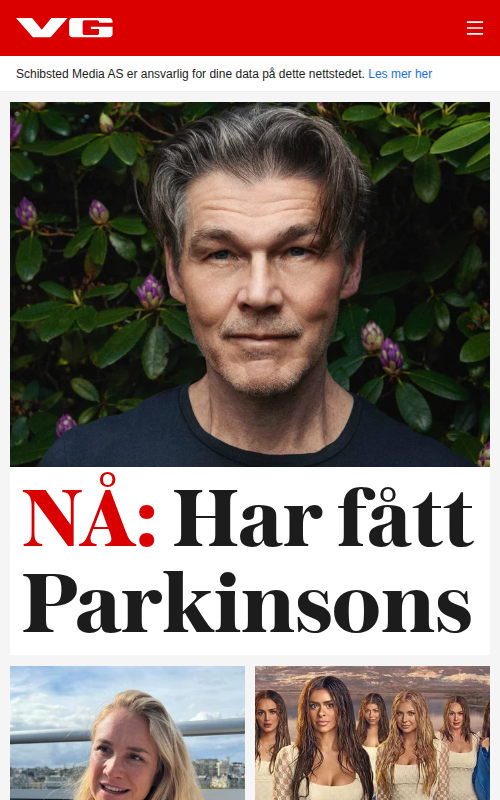 VG
Schibsted Media AS er ansvarlig for dine data på dette nettstedet. Les mer her
NÅ: Har fått
Parkinsons